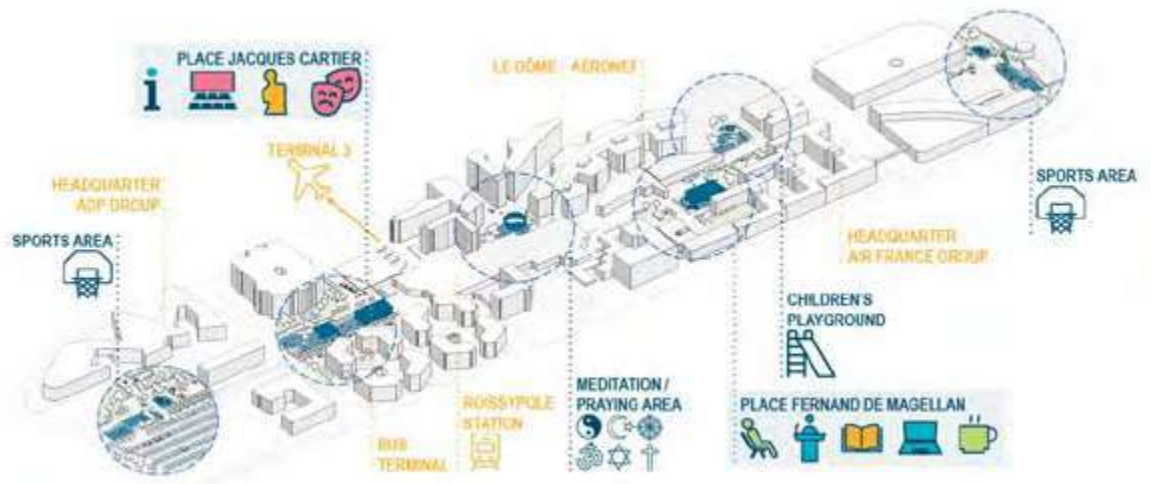 PLACE JACQUES CARTIER
LE DÔME
AÉRONEF
TERMINAL 3
HEADQUARTER
ADP GROUP
SPORTS AREA
SPORTS AREA
HEADQUARTER
AIR FRANCE GROUP
CHILDREN'S
PLAYGROUND
MEDITATION /
PRAYING AREA
ROISSYPOLE
STATION
BUS
TERMINAL
PLACE FERNAND DE MAGELLAN